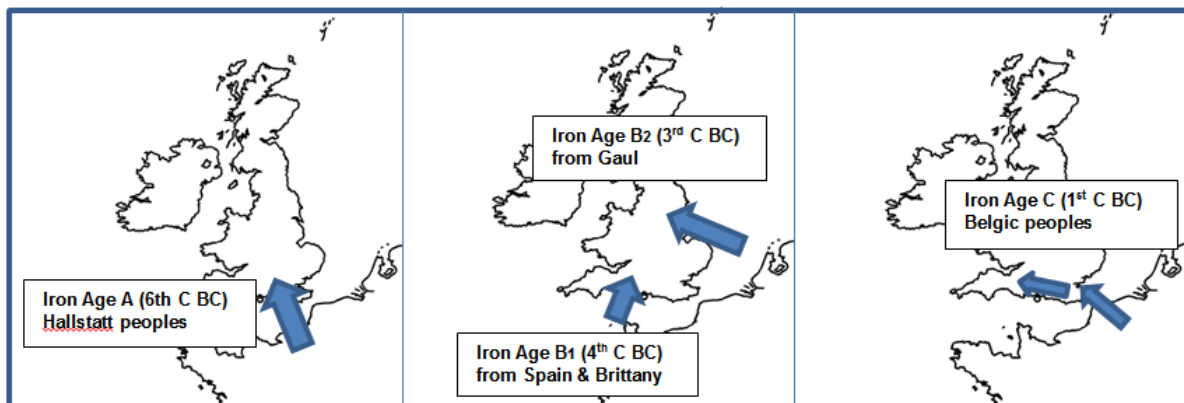 Iron Age A (6th C BC)
Hallstatt peoples
Iron Age B2 (3rd C BC)
from Gaul
Iron Age B1 (4th C BC)
from Spain & Brittany
Iron Age C (1st C BC)
Belgic peoples